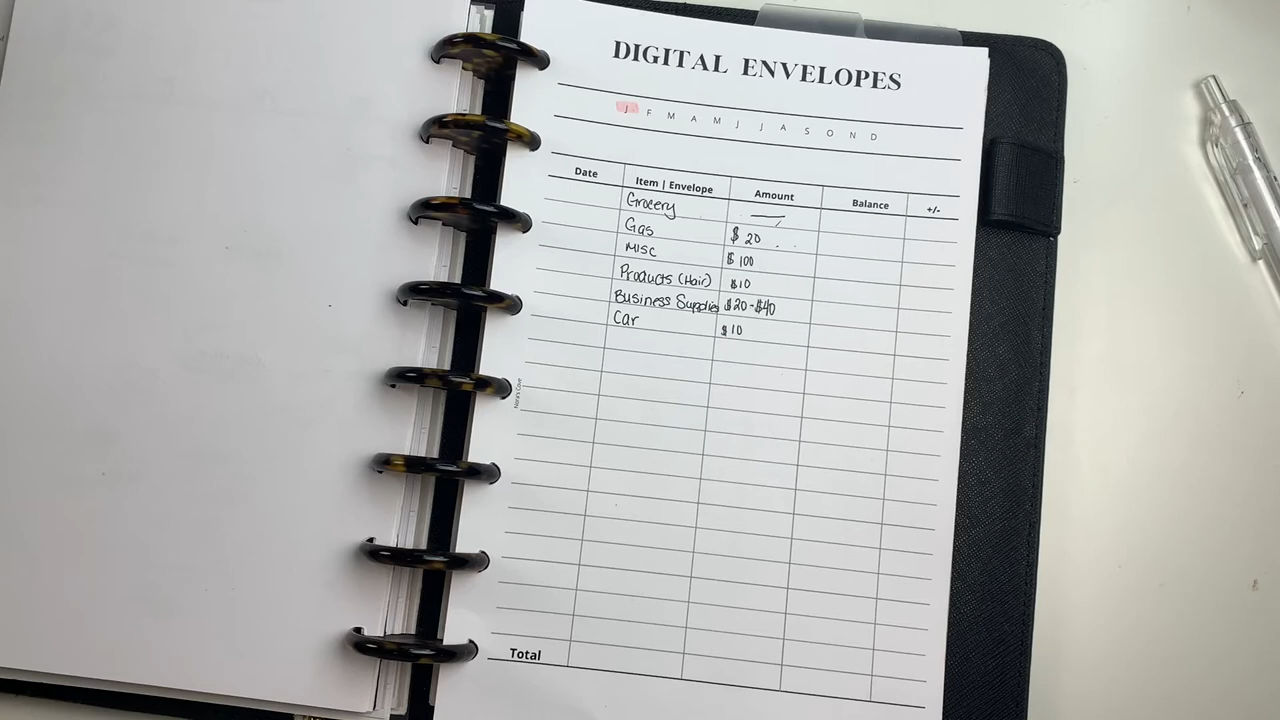 DIGITAL ENVELOPES
J F M A M J J A S O N D
Date Item | Envelope Amount Balance +/-
Grocery —
Gas $ 20
MISC $ 100
Products (Hair) $10
Business Supplies $20-$40
Car $10
Total